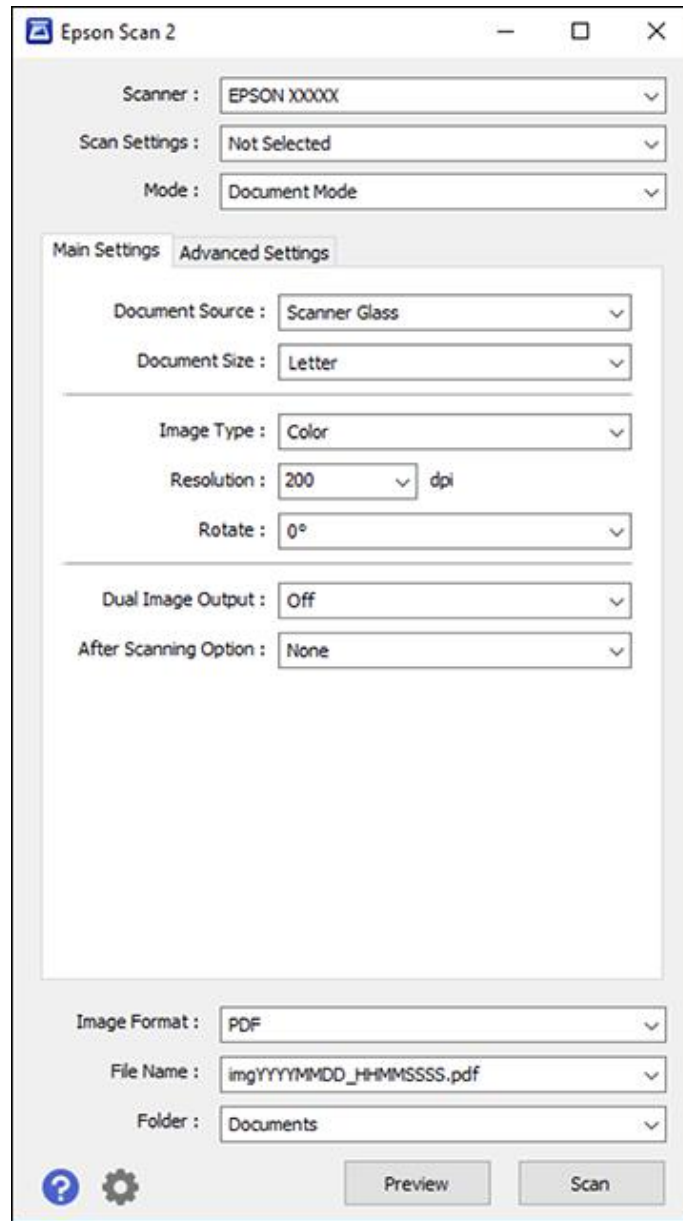 Epson Scan 2
Scanner : EPSON XXXXX
Scan Settings : Not Selected
Mode : Document Mode
Main Settings Advanced Settings
Document Source : Scanner Glass
Document Size : Letter
Image Type : Color
Resolution : 200 dpi
Rotate : 0°
Dual Image Output : Off
After Scanning Option : None
Image Format : PDF
File Name : imgYYYYMMDD_HHMMSSSS.pdf
Folder : Documents
? Preview Scan